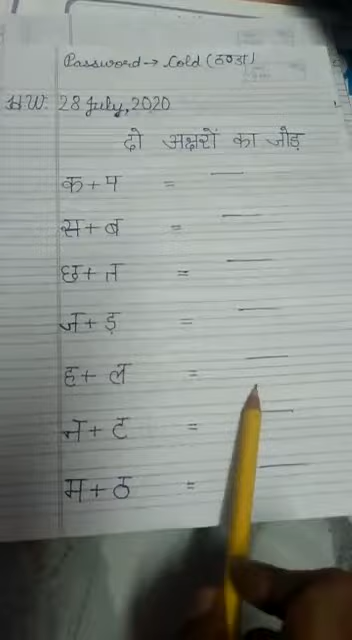 Password → Cold (ठण्डा)
H.W. 28 July, 2020
दो अक्षरों का जोड़
क + प =
स + ब =
छ + त =
ज + ड़ =
ह + ल =
न + ट =
म + ठ =